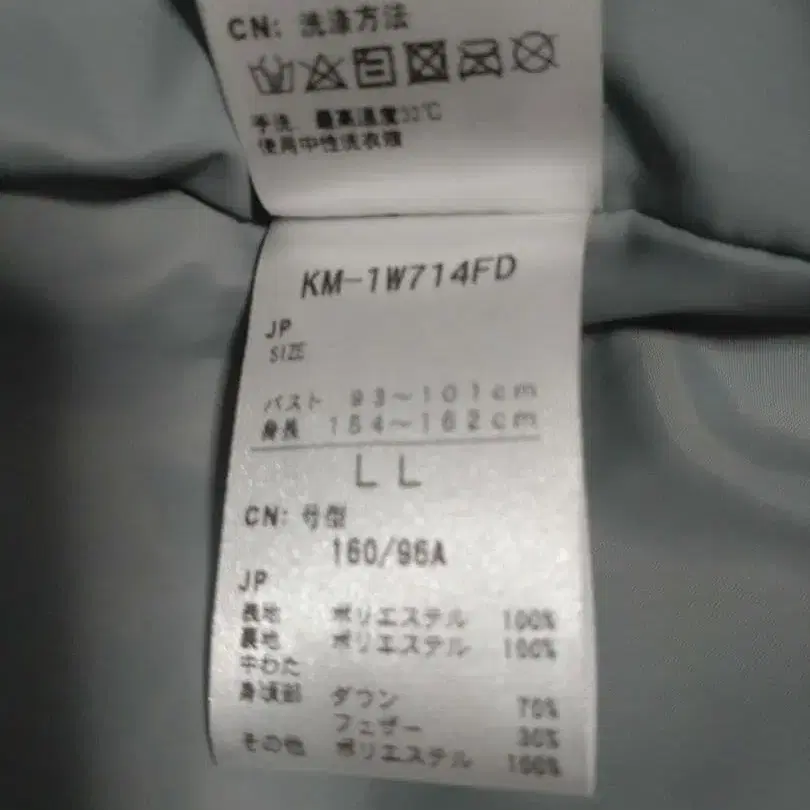 CN: 洗涤方法
手洗、最高温度30℃
使用中性洗衣剂
KM-1W714FD
JP
SIZE
バスト 93～101cm
身長 154～162cm
LL
CN: 号型
160/96A
JP
表地 ポリエステル 100%
裏地 ポリエステル 100%
中わた
身頃部 ダウン 70%
フェザー 30%
その他 ポリエステル 100%